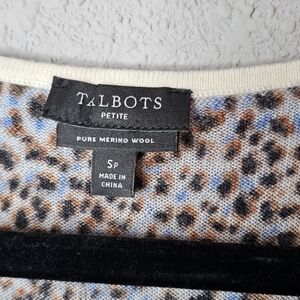 TALBOTS
PETITE
PURE MERINO WOOL
SP
MADE IN
CHINA